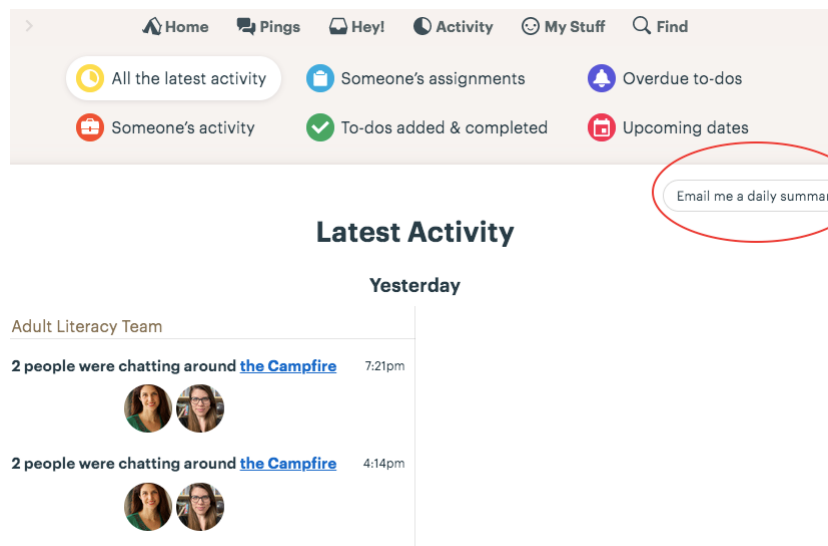 Home Pings Hey! Activity My Stuff Find
All the latest activity Someone's assignments Overdue to-dos
Someone's activity To-dos added & completed Upcoming dates
Email me a daily summar
Latest Activity
Yesterday
Adult Literacy Team
2 people were chatting around the Campfire 7:21pm
2 people were chatting around the Campfire 4:14pm